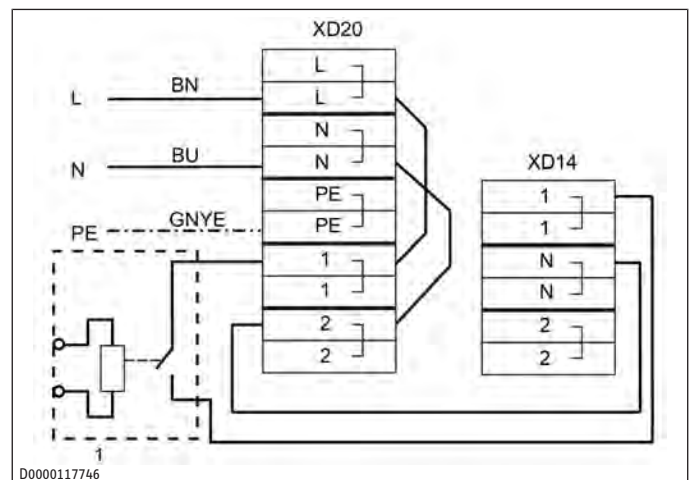 XD20
L
L BN L
N
N BU N
XD14
PE
1
PE GNYE PE
1
1
N
1
N
2
2
2
2
1
D0000117746